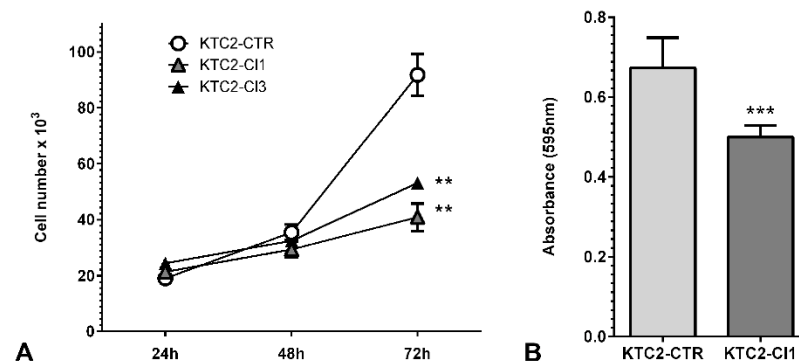 KTC2-CTR
KTC2-Cl1
KTC2-Cl3
Cell number x 10³
100
80
60
40
20
0
**
**
24h
48h
72h
A
Absorbance (595nm)
0.8
0.6
0.4
0.2
0.0
***
KTC2-CTR
KTC2-Cl1
B